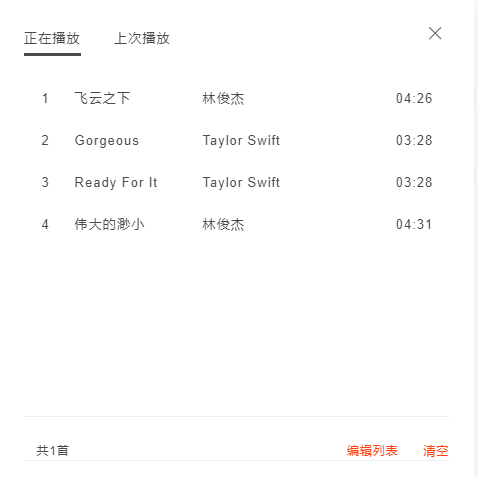 正在播放 上次播放
1 飞云之下 林俊杰 04:26
2 Gorgeous Taylor Swift 03:28
3 Ready For It Taylor Swift 03:28
4 伟大的渺小 林俊杰 04:31
共1首 编辑列表 清空